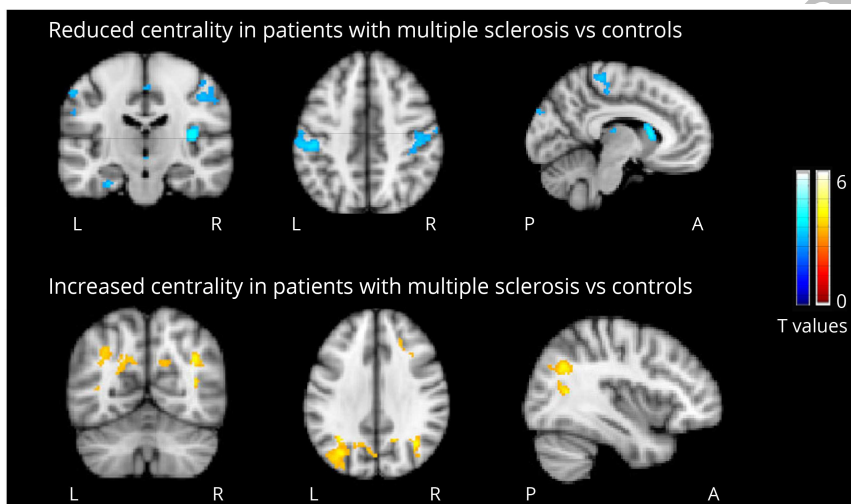 Reduced centrality in patients with multiple sclerosis vs controls
L R L R P A
6
0
T values
Increased centrality in patients with multiple sclerosis vs controls
L R L R P A